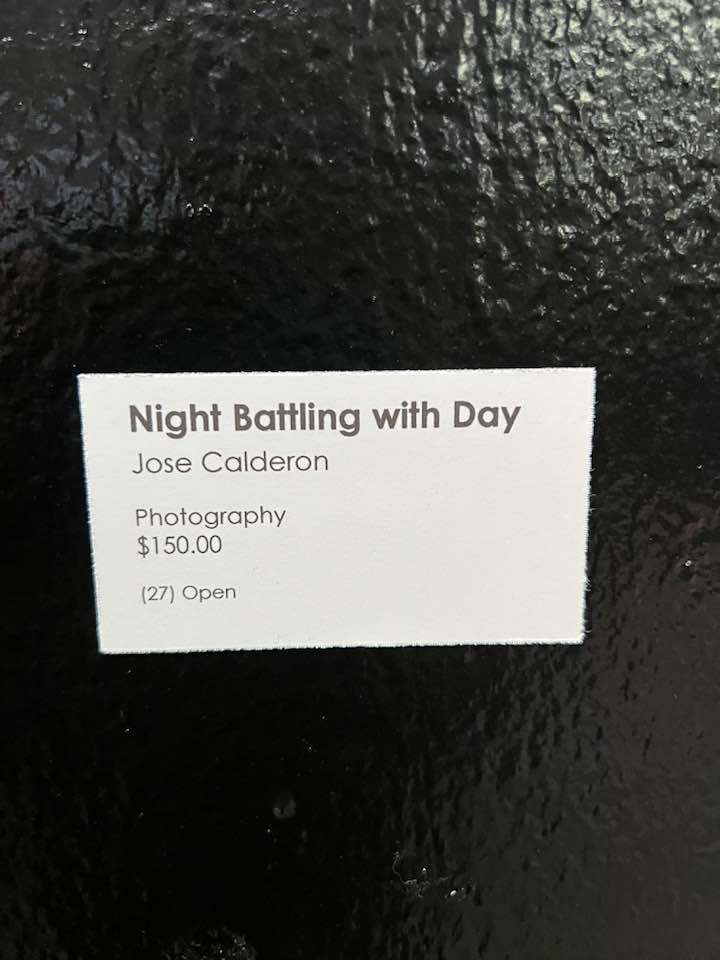 Night Battling with Day
Jose Calderon
Photography
$150.00
(27) Open